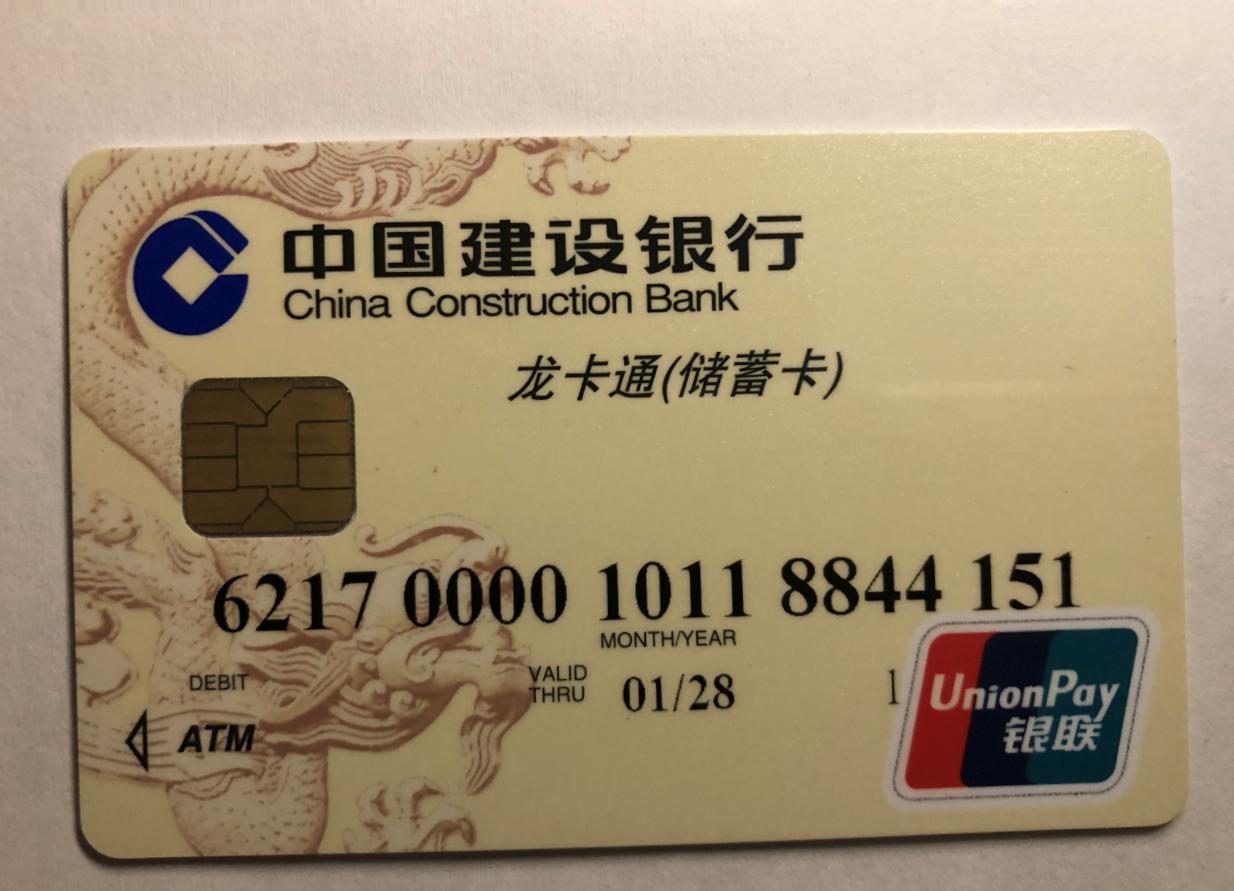 中国建设银行
China Construction Bank
龙卡通(储蓄卡)
6217 0000 1011 8844 151
MONTH/YEAR
DEBIT
VALID
THRU
01/28
1
ATM
UnionPay
银联